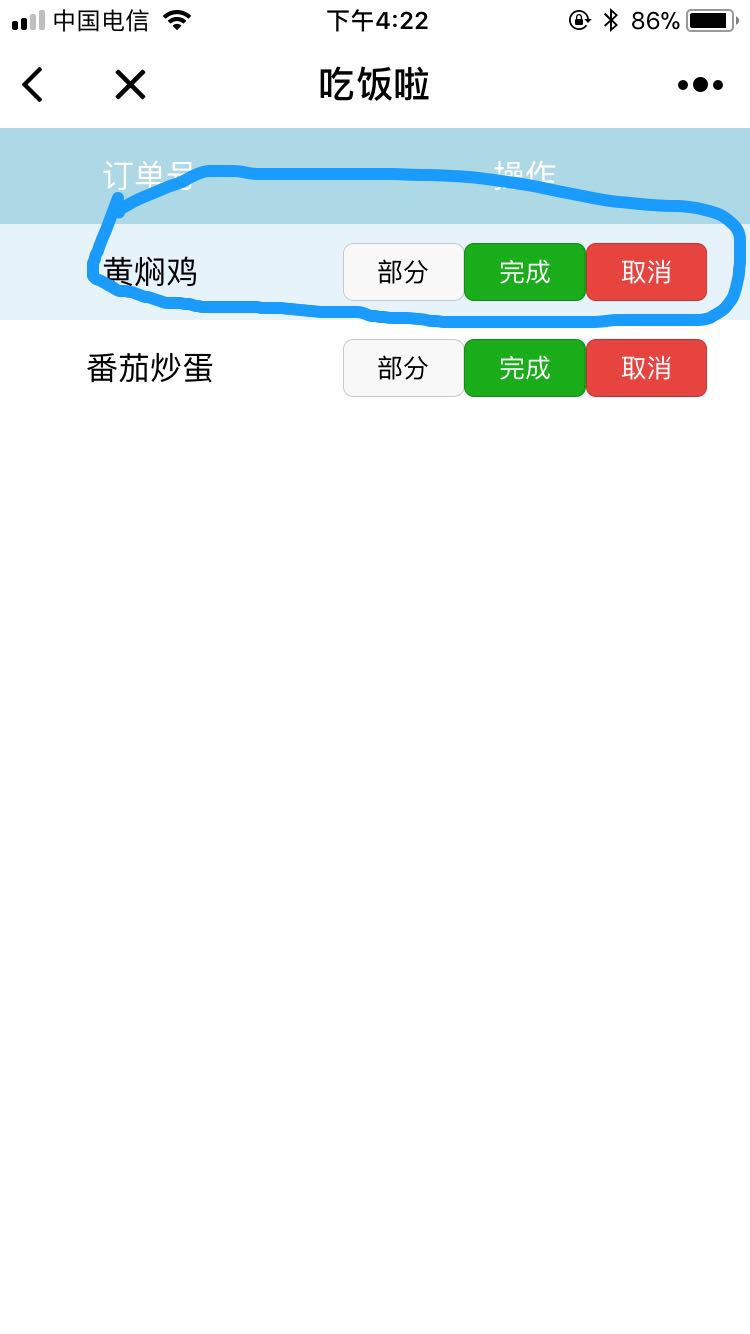 中国电信 下午4:22 86%
吃饭啦
订单号 操作
黄焖鸡 部分 完成 取消
番茄炒蛋 部分 完成 取消